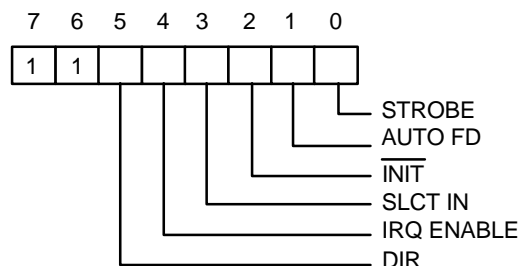 7 6 5 4 3 2 1 0
1 1
STROBE
AUTO FD
INIT
SLCT IN
IRQ ENABLE
DIR